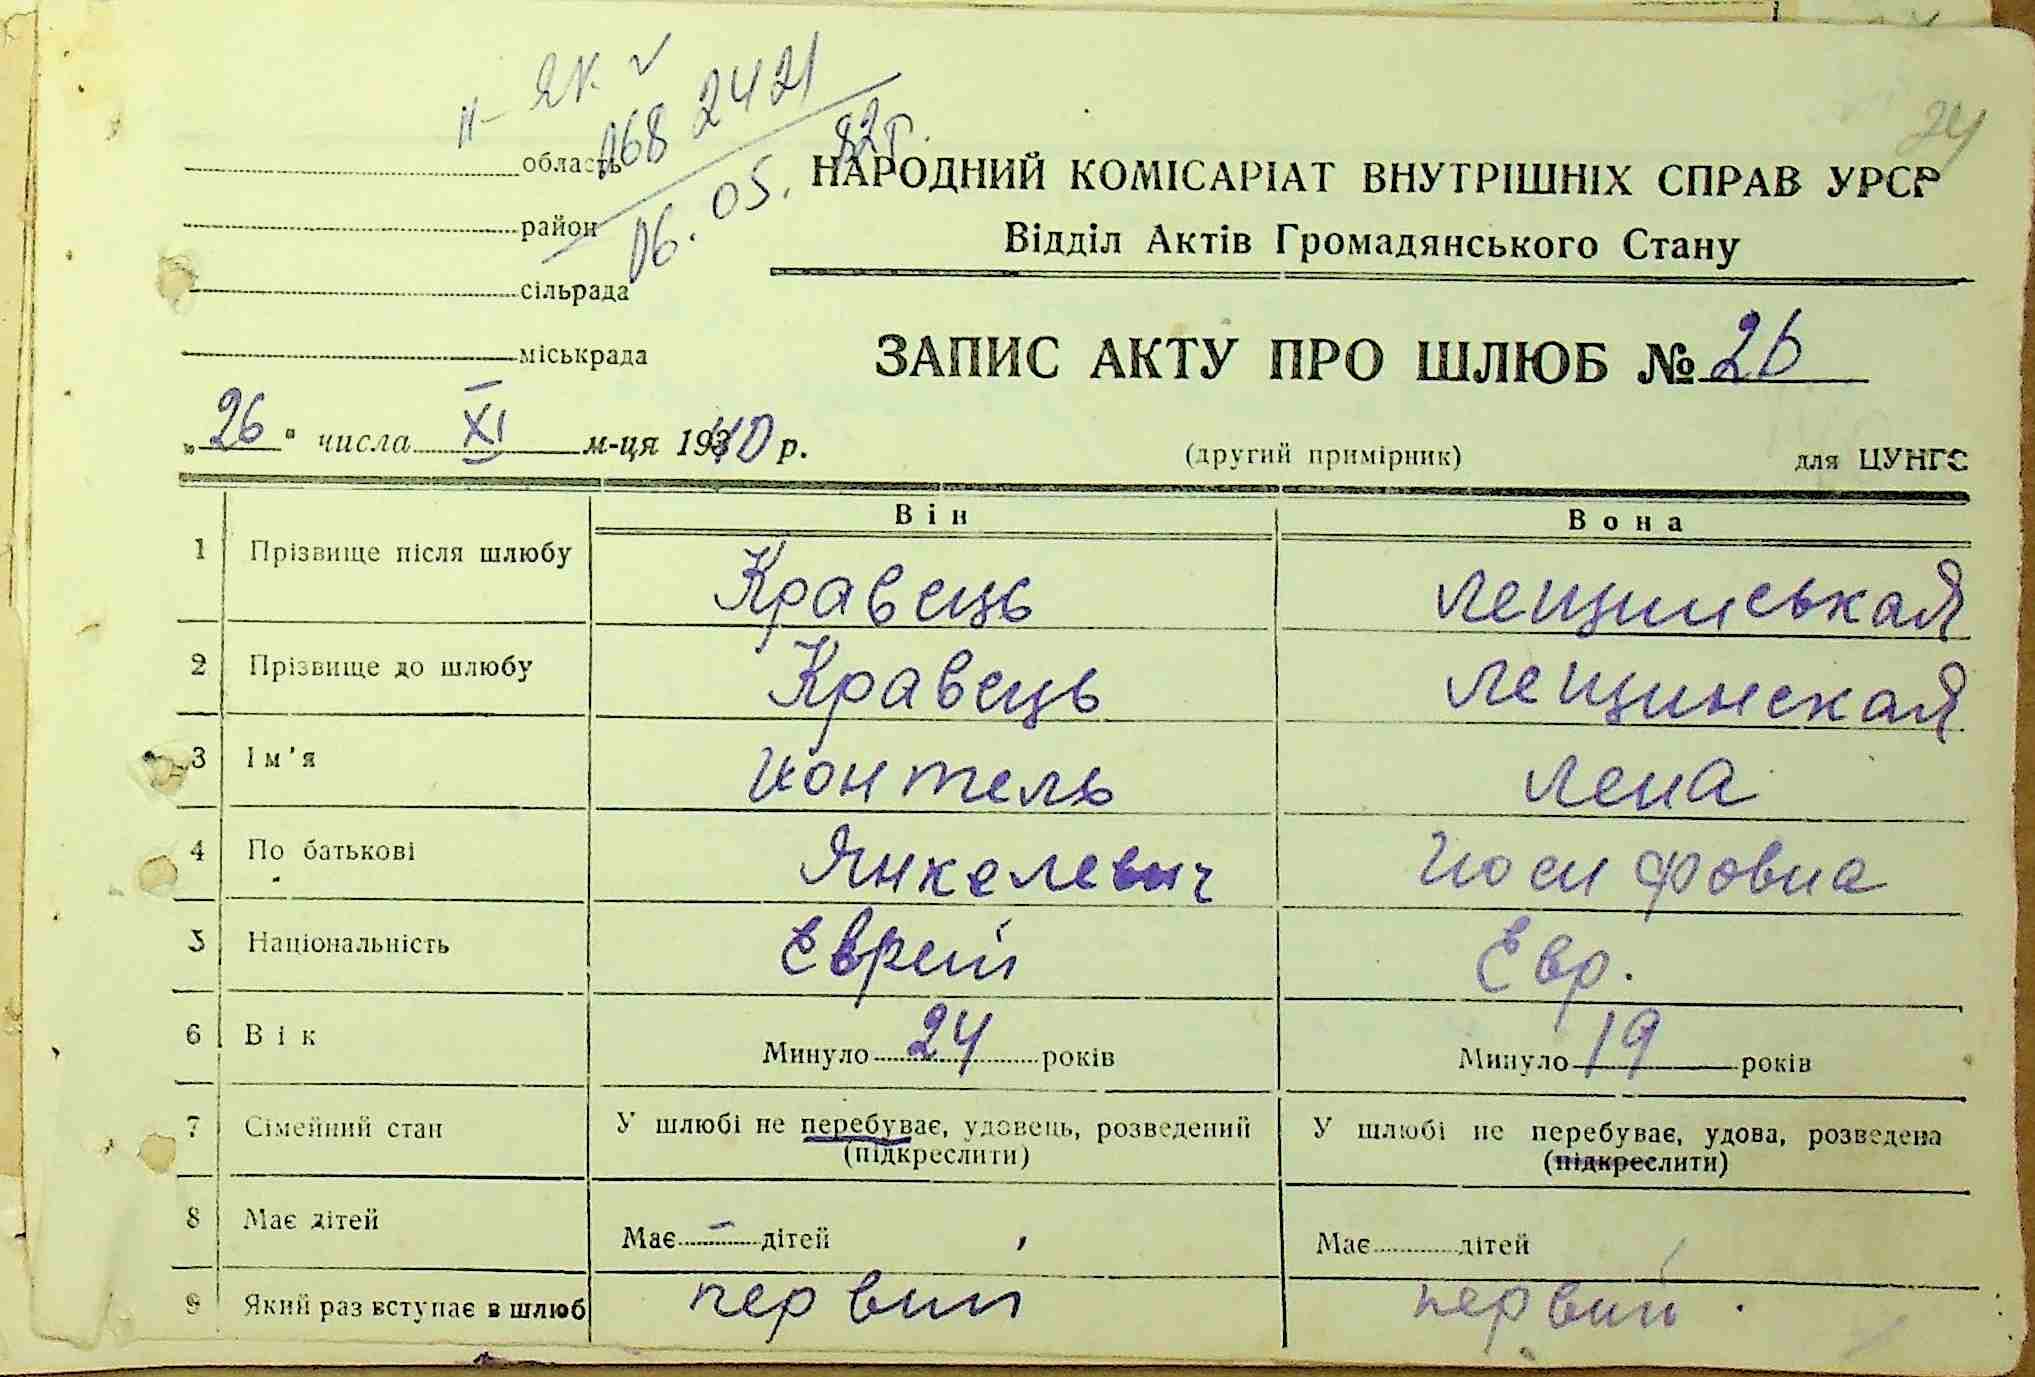 II- ЯК. ✓
068 2421
06. 05. 82г.
24
область
район
сільрада
міськрада
НАРОДНИЙ КОМІСАРІАТ ВНУТРІШНІХ СПРАВ УРСР
Відділ Актів Громадянського Стану
ЗАПИС АКТУ ПРО ШЛЮБ № 26
„26" числа XI м-ця 1940 р.
(другий примірник) для ЦУНГС
Він Вона
1 Прізвище після шлюбу Кравець Лещинськая
2 Прізвище до шлюбу Кравець Лещинская
3 Ім'я Йонтель Лена
4 По батькові Янкелевич Иосифовна
5 Національність Еврей Евр.
6 Вік Минуло 24 років Минуло 19 років
7 Сімейний стан У шлюбі не перебуває, удовець, розведений У шлюбі не перебуває, удова, розведена
(підкреслити) (підкреслити)
8 Має дітей Має – дітей Має дітей
9 Який раз вступає в шлюб первий первий